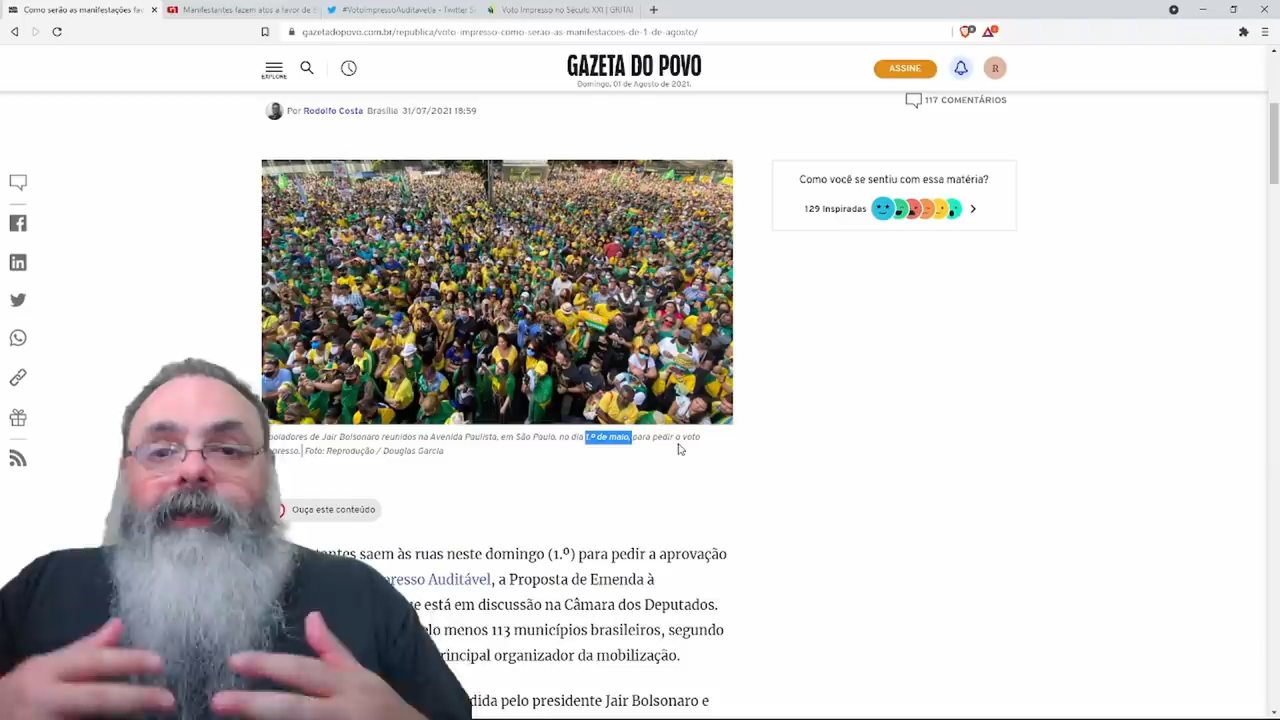 Como serão as manifestações fa
Manifestantes fazem atos a favor de
#VotoImpressoAuditavelJa - Twitter S
Voto Impresso no Século XXI | GRITA!
gazetadopovo.com.br/republica/voto-impresso-como-serao-as-manifestacoes-de-1-de-agosto/
EXPLORE
GAZETA DO POVO
Domingo, 01 de Agosto de 2021.
ASSINE
R
Por Rodolfo Costa Brasília 31/07/2021 18:59
117 COMENTÁRIOS
Como você se sentiu com essa matéria?
129 Inspiradas
oradores de Jair Bolsonaro reunidos na Avenida Paulista, em São Paulo, no dia 1.º de maio, para pedir o voto
presso. Foto: Reprodução / Douglas Garcia
Ouça este conteúdo
tantes saem às ruas neste domingo (1.º) para pedir a aprovação
presso Auditável, a Proposta de Emenda à
ue está em discussão na Câmara dos Deputados.
elo menos 113 municípios brasileiros, segundo
rincipal organizador da mobilização.
dida pelo presidente Jair Bolsonaro e